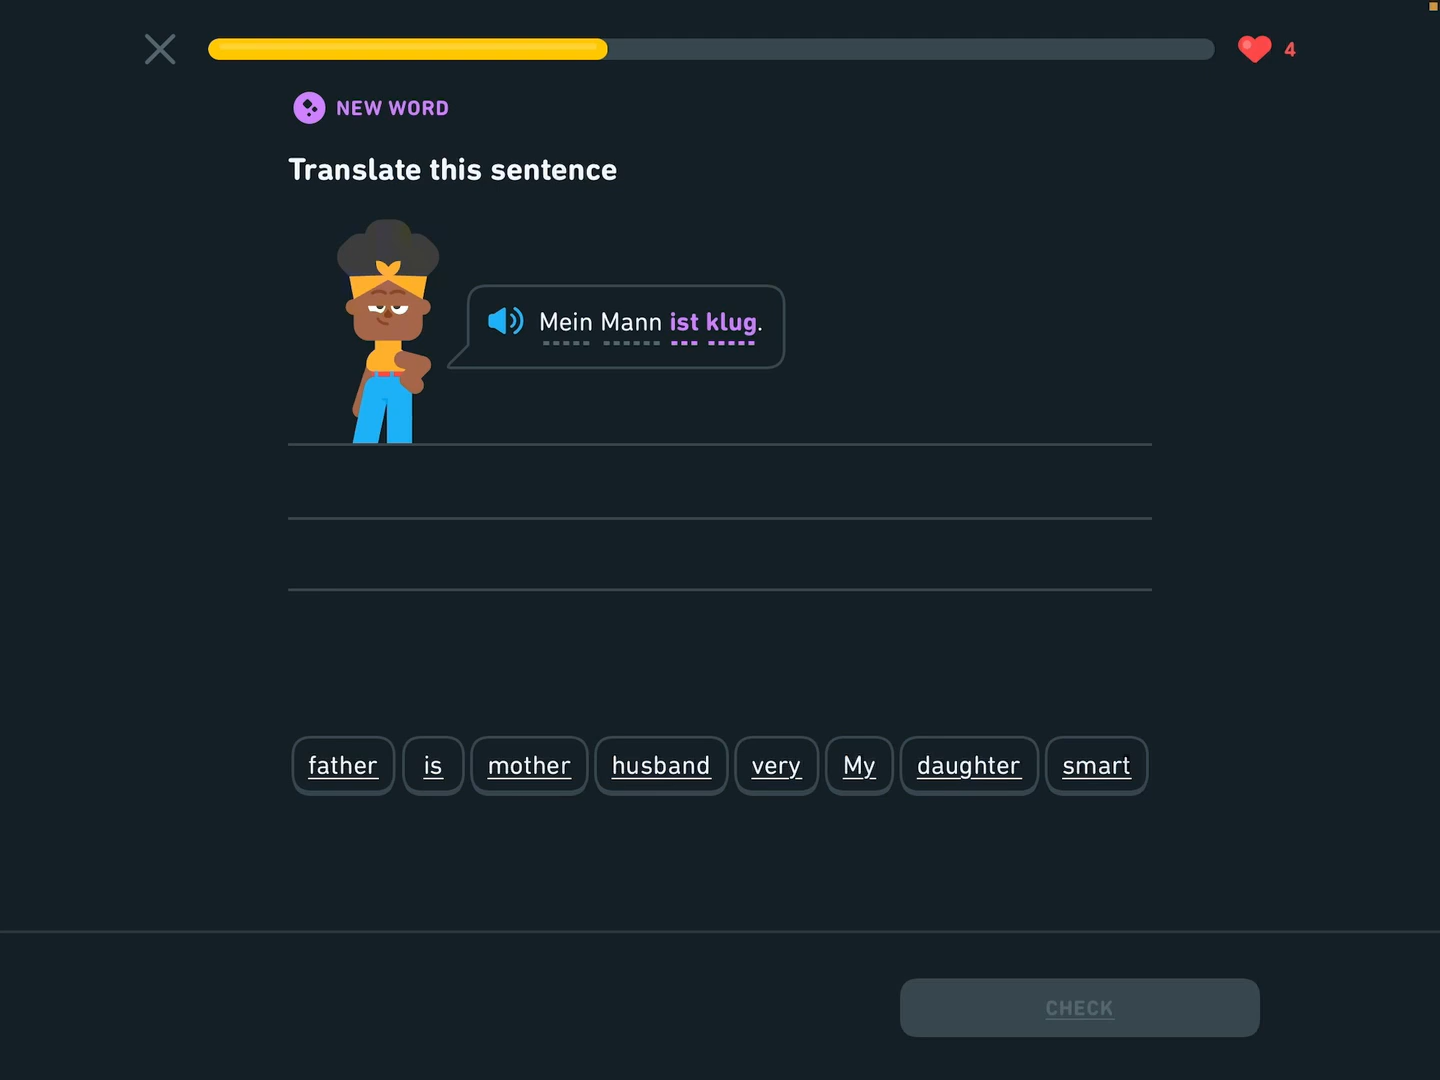 4
NEW WORD
Translate this sentence
Mein Mann ist klug.
father is mother husband very My daughter smart
CHECK